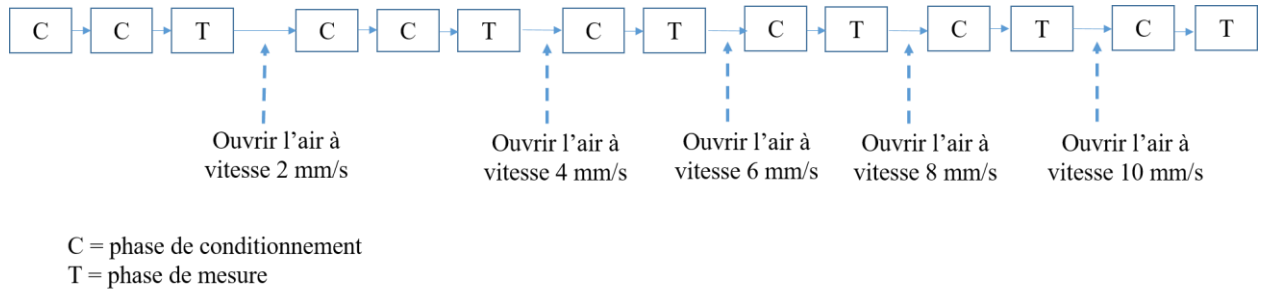 C C T C C T C T C T C T C T
Ouvrir l’air à
vitesse 2 mm/s
Ouvrir l’air à
vitesse 4 mm/s
Ouvrir l’air à
vitesse 6 mm/s
Ouvrir l’air à
vitesse 8 mm/s
Ouvrir l’air à
vitesse 10 mm/s
C = phase de conditionnement
T = phase de mesure